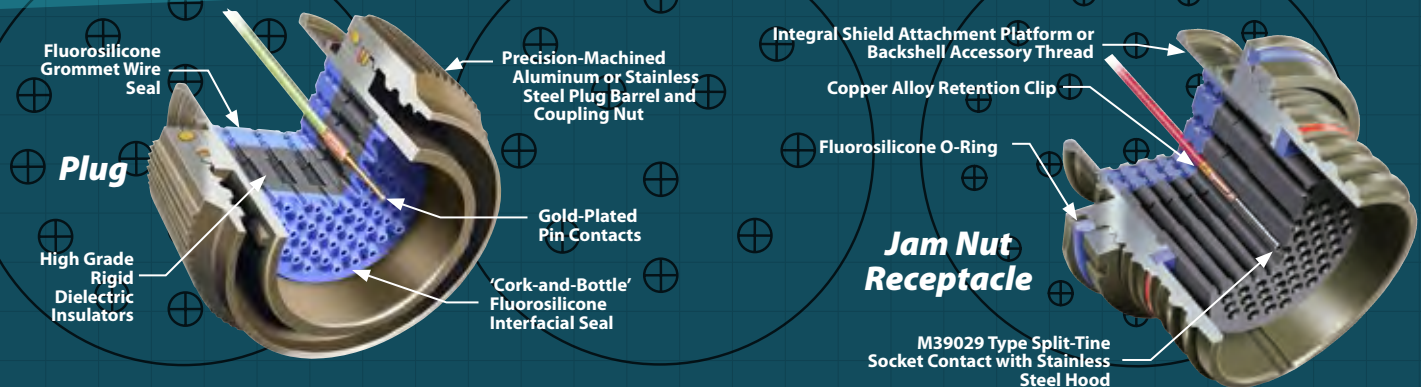 Fluorosilicone
Grommet Wire
Seal
Precision-Machined
Aluminum or Stainless
Steel Plug Barrel and
Coupling Nut
Plug
Gold-Plated
Pin Contacts
High Grade
Rigid
Dielectric
Insulators
'Cork-and-Bottle'
Fluorosilicone
Interfacial Seal
Integral Shield Attachment Platform or
Backshell Accessory Thread
Copper Alloy Retention Clip
Fluorosilicone O-Ring
Jam Nut
Receptacle
M39029 Type Split-Tine
Socket Contact with Stainless
Steel Hood